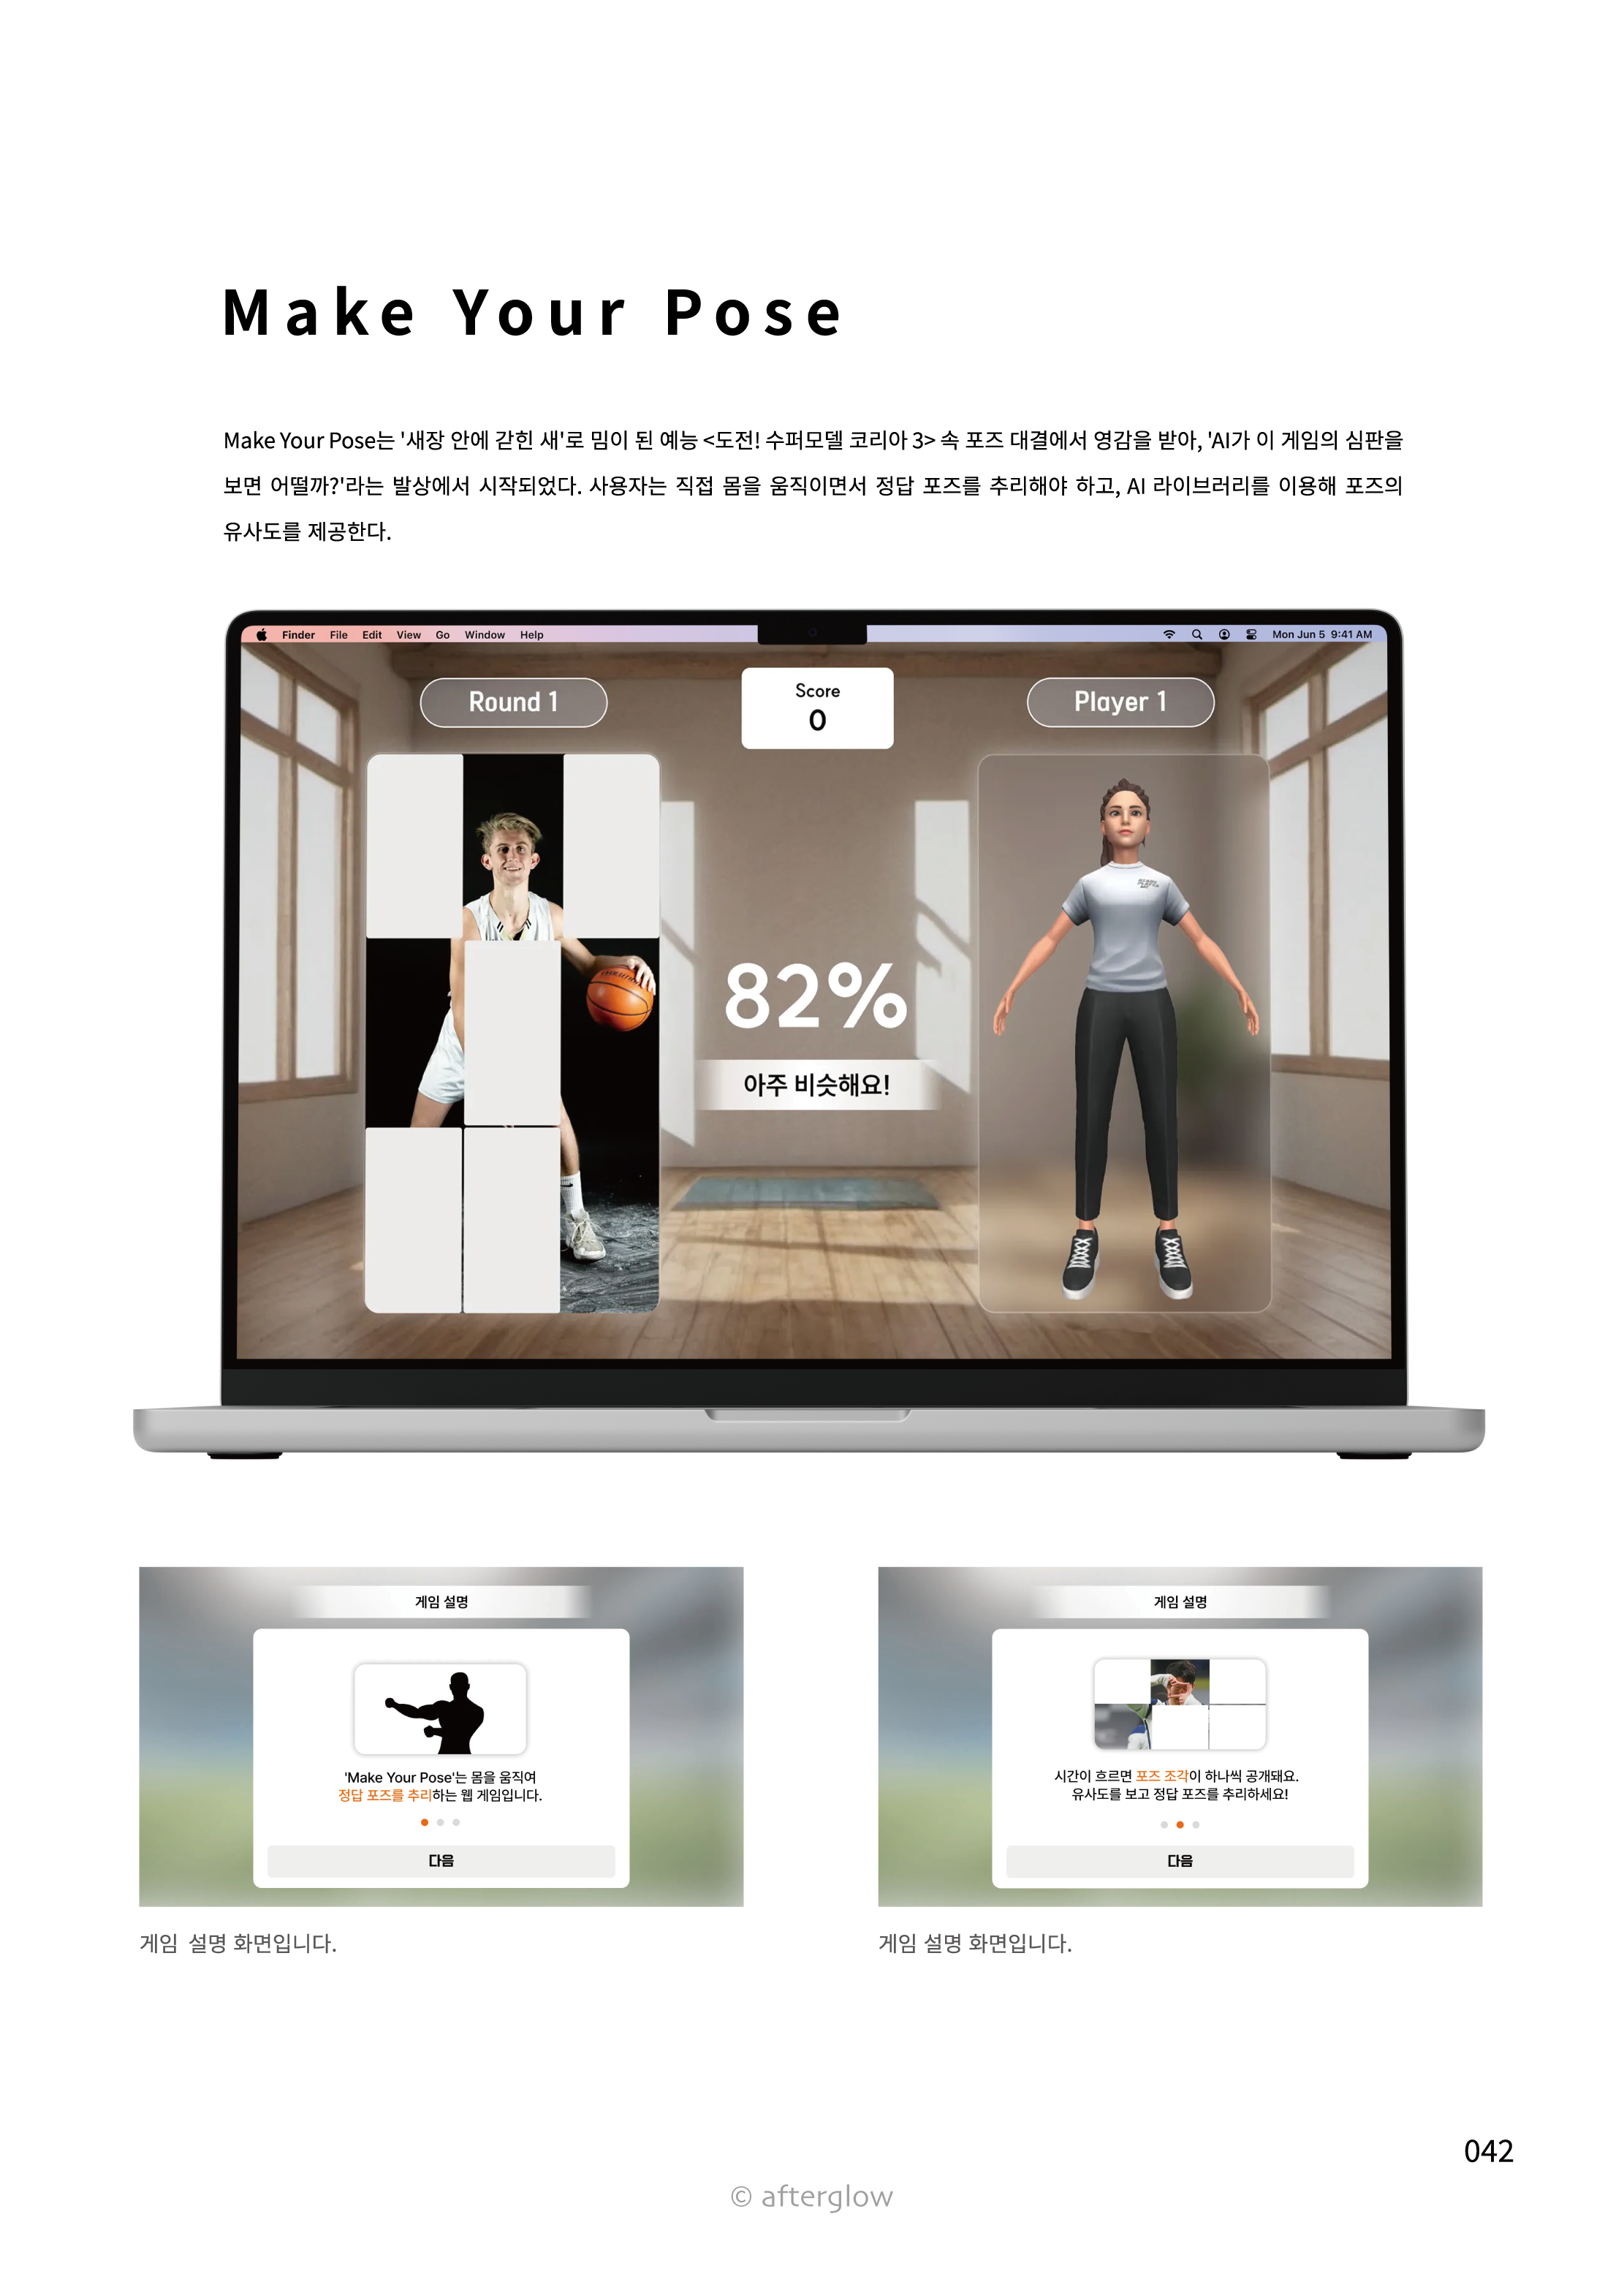 Make Your Pose
Make Your Pose는 '새장 안에 갇힌 새'로 밈이 된 예능 <도전! 수퍼모델 코리아 3> 속 포즈 대결에서 영감을 받아, 'AI가 이 게임의 심판을
보면 어떨까?'라는 발상에서 시작되었다. 사용자는 직접 몸을 움직이면서 정답 포즈를 추리해야 하고, AI 라이브러리를 이용해 포즈의
유사도를 제공한다.
Finder File Edit View Go Window Help Mon Jun 5 9:41 AM
Round 1
Score
0
Player 1
82%
아주 비슷해요!
게임 설명
'Make Your Pose'는 몸을 움직여
정답 포즈를 추리하는 웹 게임입니다.
다음
게임 설명 화면입니다.
게임 설명
시간이 흐르면 포즈 조각이 하나씩 공개돼요.
유사도를 보고 정답 포즈를 추리하세요!
다음
게임 설명 화면입니다.
042
© afterglow